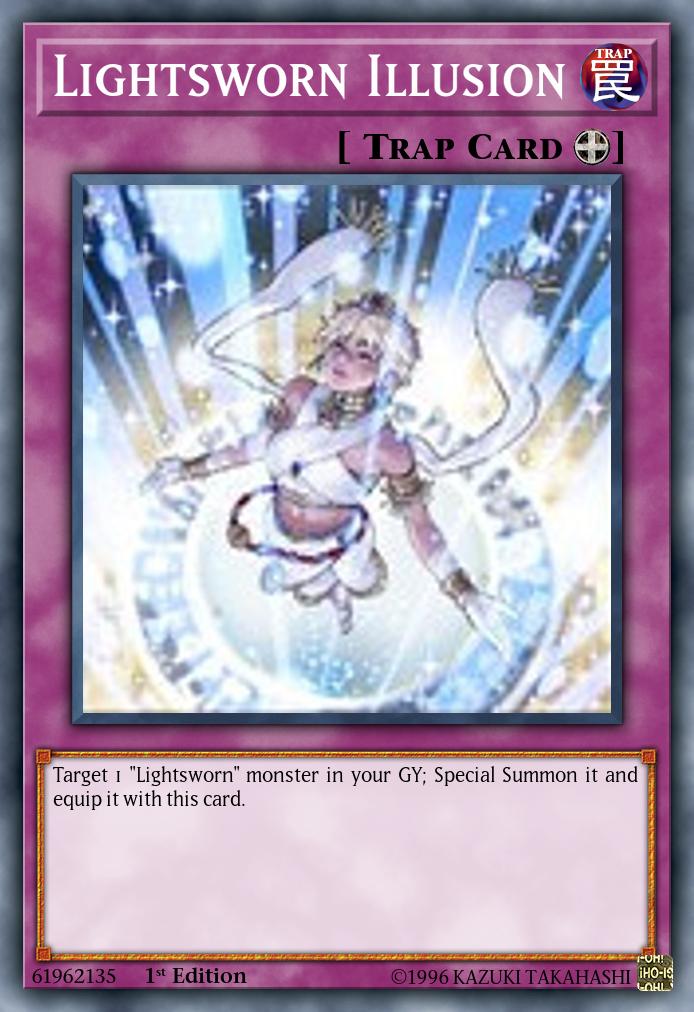 Lightsworn Illusion
TRAP
罠
[ Trap Card ]
Target 1 "Lightsworn" monster in your GY; Special Summon it and
equip it with this card.
61962135 1st Edition ©1996 KAZUKI TAKAHASHI